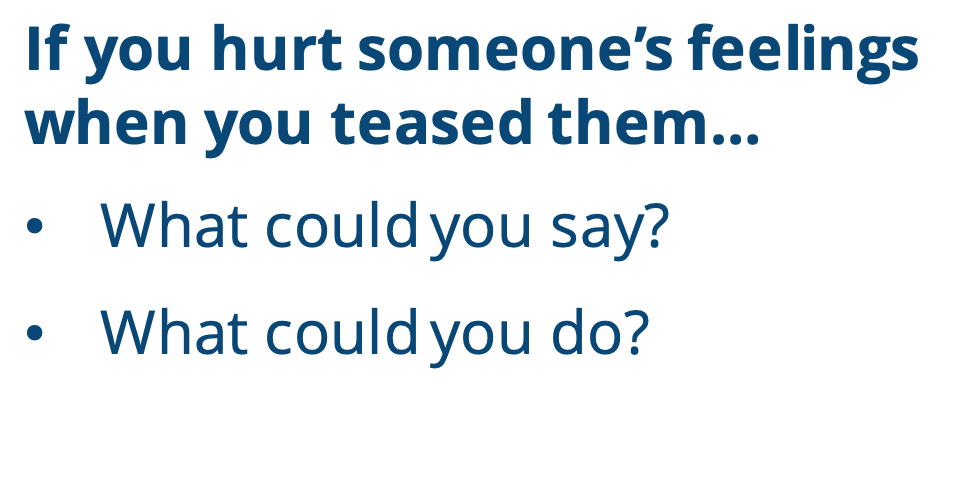 If you hurt someone’s feelings
when you teased them...
• What could you say?
• What could you do?